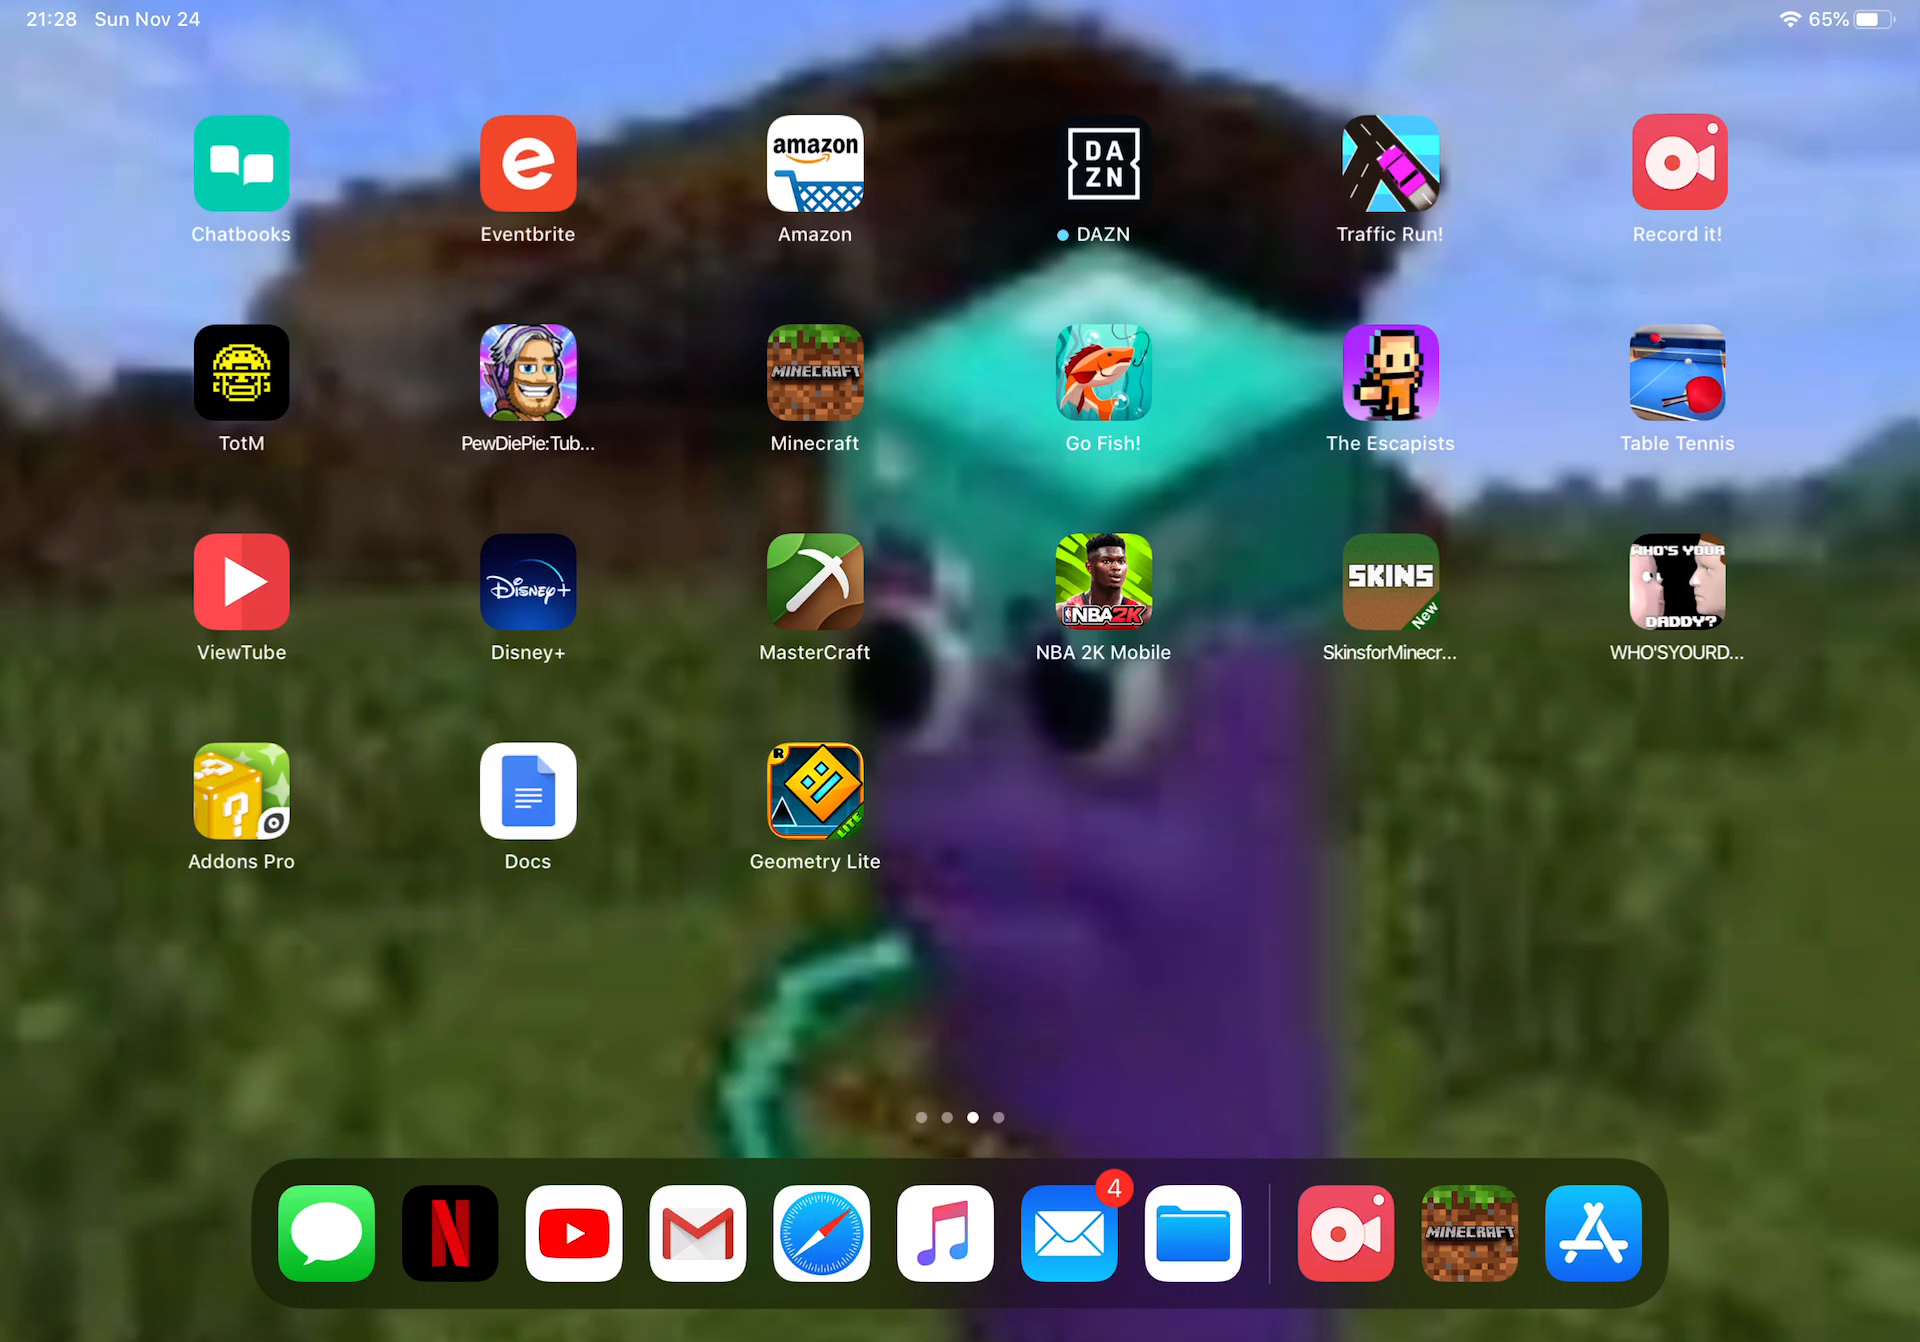 21:28 Sun Nov 24
65%
amazon
DA
ZN
Chatbooks
Eventbrite
Amazon
DAZN
Traffic Run!
Record it!
MINECRAFT
TotM
PewDiePie: Tub...
Minecraft
Go Fish!
The Escapists
Table Tennis
Disney+
NBA2K
SKINS
New
WHO'S YOUR
DADDY?
ViewTube
Disney+
MasterCraft
NBA 2K Mobile
SkinsforMinecr...
WHO'SYOURD...
R
LITE
Addons Pro
Docs
Geometry Lite
4
MINECRAFT